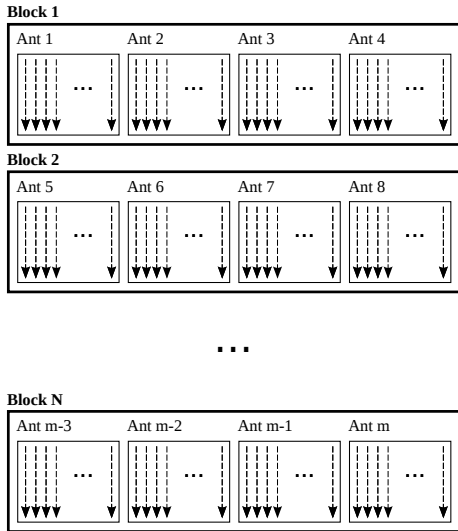 Block 1
Ant 1 Ant 2 Ant 3 Ant 4
... ... ... ...
Block 2
Ant 5 Ant 6 Ant 7 Ant 8
... ... ... ...
...
Block N
Ant m-3 Ant m-2 Ant m-1 Ant m
... ... ... ...